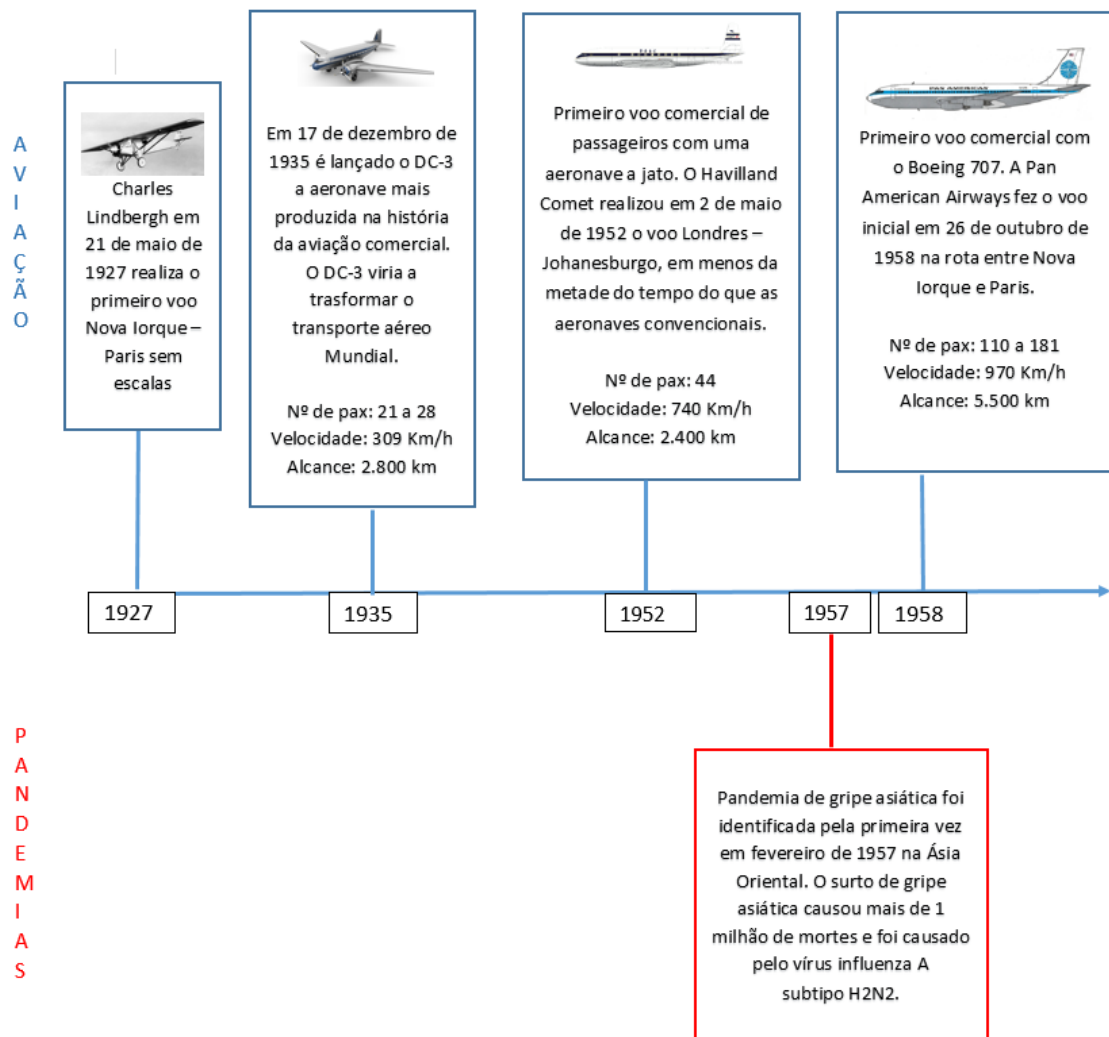 AVIAÇÃO
Charles
Lindbergh em
21 de maio de
1927 realiza o
primeiro voo
Nova Iorque –
Paris sem
escalas
Em 17 de dezembro de
1935 é lançado o DC-3
a aeronave mais
produzida na história
da aviação comercial.
O DC-3 viria a
trasformar o
transporte aéreo
Mundial.
Nº de pax: 21 a 28
Velocidade: 309 Km/h
Alcance: 2.800 km
Primeiro voo comercial de
passageiros com uma
aeronave a jato. O Havilland
Comet realizou em 2 de maio
de 1952 o voo Londres –
Johanesburgo, em menos da
metade do tempo do que as
aeronaves convencionais.
Nº de pax: 44
Velocidade: 740 Km/h
Alcance: 2.400 km
PAN AMERICAN
Primeiro voo comercial com
o Boeing 707. A Pan
American Airways fez o voo
inicial em 26 de outubro de
1958 na rota entre Nova
Iorque e Paris.
Nº de pax: 110 a 181
Velocidade: 970 Km/h
Alcance: 5.500 km
1927
1935
1952
1957
1958
PANDEMIAS
Pandemia de gripe asiática foi
identificada pela primeira vez
em fevereiro de 1957 na Ásia
Oriental. O surto de gripe
asiática causou mais de 1
milhão de mortes e foi causado
pelo vírus influenza A
subtipo H2N2.